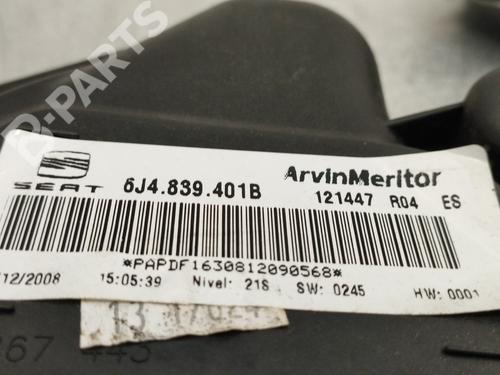 B-PARTS
SEAT 6J4.839.401B ArvinMeritor
121447 R04 ES
*PAPDF1630812090568*
/12/2008 15:05:39 Nivel: 21S SW: 0245 HW: 0001